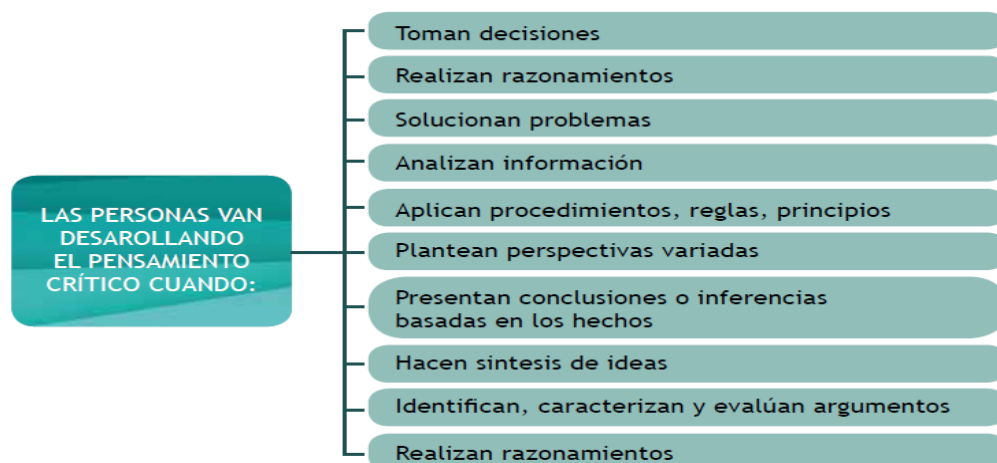 LAS PERSONAS VAN
DESAROLLANDO
EL PENSAMIENTO
CRÍTICO CUANDO:
Toman decisiones
Realizan razonamientos
Solucionan problemas
Analizan información
Aplican procedimientos, reglas, principios
Plantean perspectivas variadas
Presentan conclusiones o inferencias
basadas en los hechos
Hacen sintesis de ideas
Identifican, caracterizan y evalúan argumentos
Realizan razonamientos